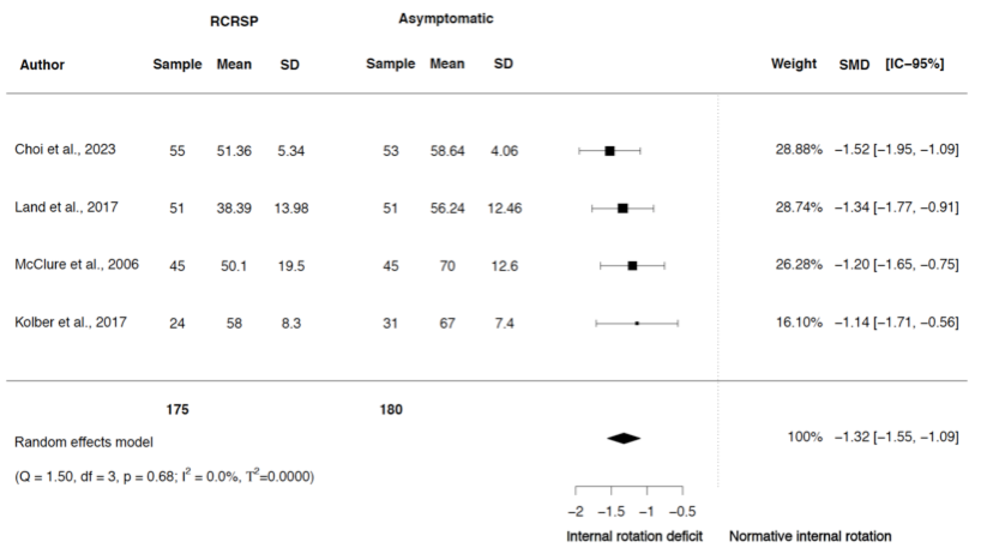 RCRSP Asymptomatic
Author Sample Mean SD Sample Mean SD Weight SMD [IC−95%]
Choi et al., 2023 55 51.36 5.34 53 58.64 4.06 28.88% −1.52 [−1.95, −1.09]
Land et al., 2017 51 38.39 13.98 51 56.24 12.46 28.74% −1.34 [−1.77, −0.91]
McClure et al., 2006 45 50.1 19.5 45 70 12.6 26.28% −1.20 [−1.65, −0.75]
Kolber et al., 2017 24 58 8.3 31 67 7.4 16.10% −1.14 [−1.71, −0.56]
175 180
Random effects model 100% −1.32 [−1.55, −1.09]
(Q = 1.50, df = 3, p = 0.68; I² = 0.0%, T²=0.0000)
−2 −1.5 −1 −0.5
Internal rotation deficit Normative internal rotation